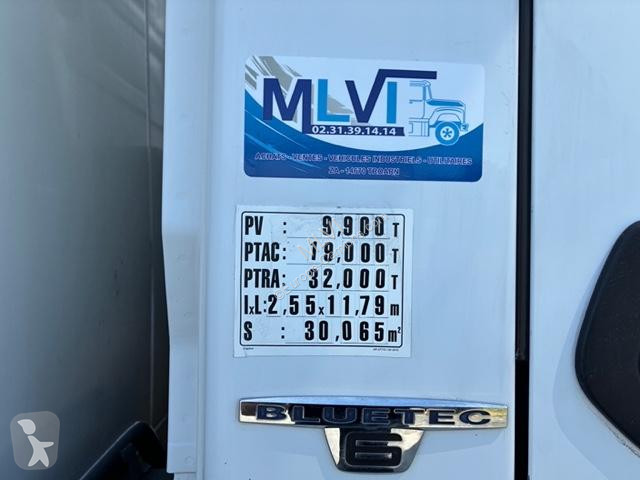 MLVI
02.31.39.14.14
ACHATS - VENTES - VEHICULES INDUSTRIELS - UTILITAIRES
ZA - 14670 TROARN
PV : 9,900 T
PTAC: 19,000 T
PTRA: 32,000 T
lxL: 2,55x11,79 m
S : 30,065 m²
BLUETEC
6